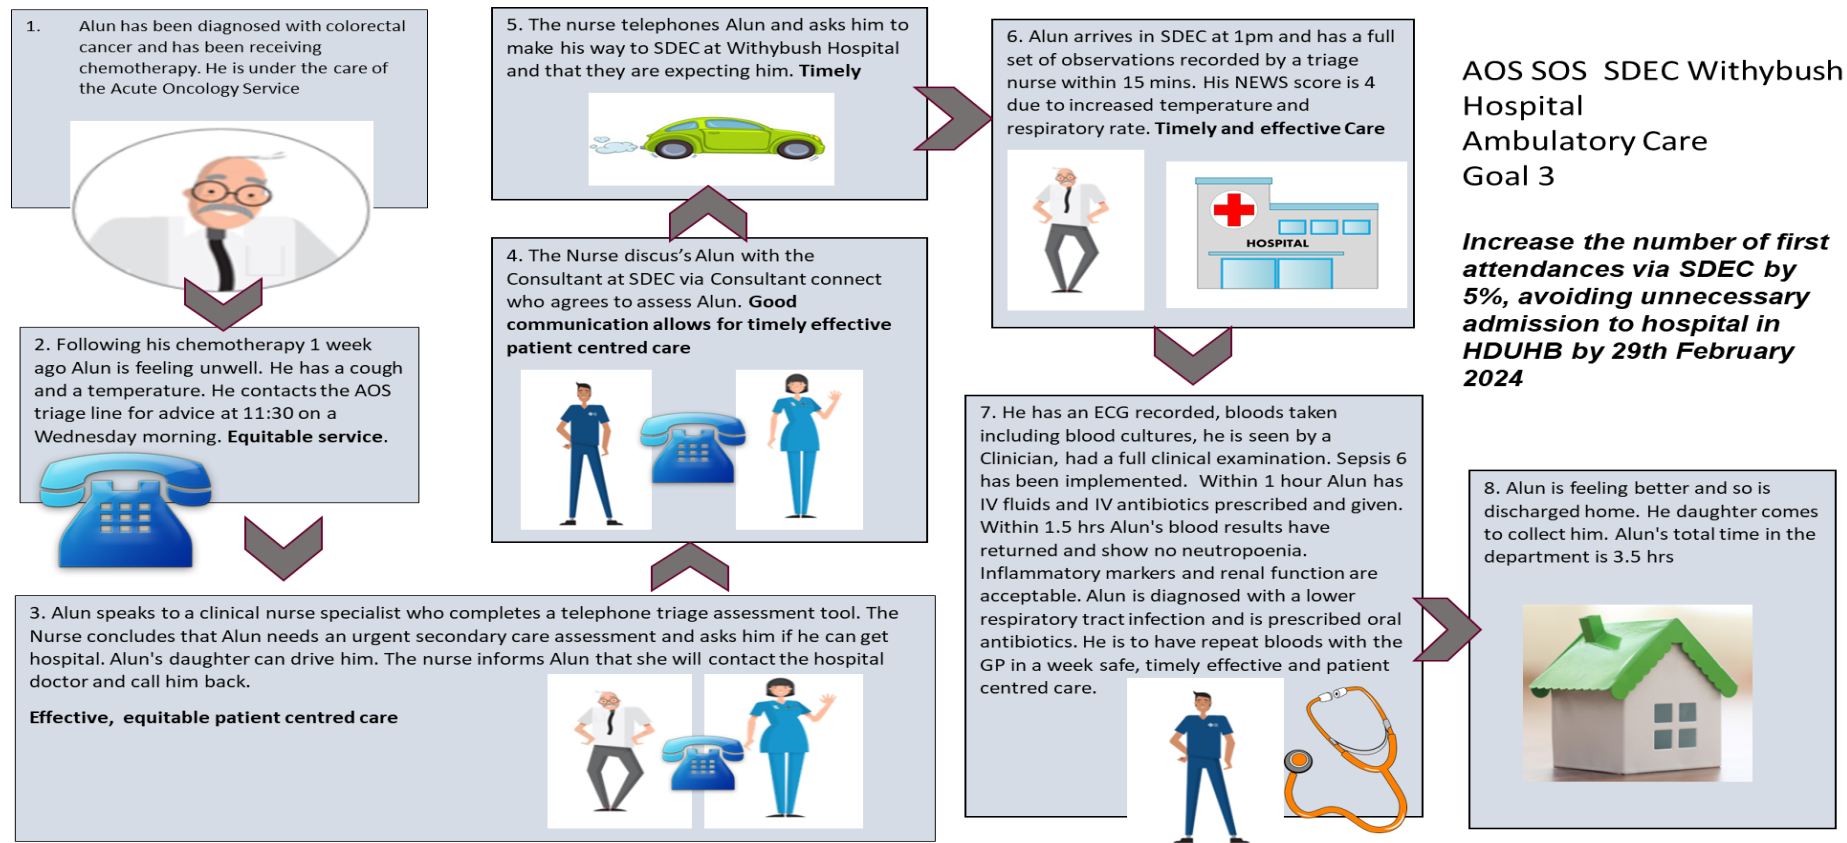 1. Alun has been diagnosed with colorectal
cancer and has been receiving
chemotherapy. He is under the care of
the Acute Oncology Service
2. Following his chemotherapy 1 week
ago Alun is feeling unwell. He has a cough
and a temperature. He contacts the AOS
triage line for advice at 11:30 on a
Wednesday morning. Equitable service.
3. Alun speaks to a clinical nurse specialist who completes a telephone triage assessment tool. The
Nurse concludes that Alun needs an urgent secondary care assessment and asks him if he can get
hospital. Alun's daughter can drive him. The nurse informs Alun that she will contact the hospital
doctor and call him back.
Effective, equitable patient centred care
4. The Nurse discus's Alun with the
Consultant at SDEC via Consultant connect
who agrees to assess Alun. Good
communication allows for timely effective
patient centred care
5. The nurse telephones Alun and asks him to
make his way to SDEC at Withybush Hospital
and that they are expecting him. Timely
6. Alun arrives in SDEC at 1pm and has a full
set of observations recorded by a triage
nurse within 15 mins. His NEWS score is 4
due to increased temperature and
respiratory rate. Timely and effective Care
HOSPITAL
7. He has an ECG recorded, bloods taken
including blood cultures, he is seen by a
Clinician, had a full clinical examination. Sepsis 6
has been implemented. Within 1 hour Alun has
IV fluids and IV antibiotics prescribed and given.
Within 1.5 hrs Alun's blood results have
returned and show no neutropoenia.
Inflammatory markers and renal function are
acceptable. Alun is diagnosed with a lower
respiratory tract infection and is prescribed oral
antibiotics. He is to have repeat bloods with the
GP in a week safe, timely effective and patient
centred care.
8. Alun is feeling better and so is
discharged home. He daughter comes
to collect him. Alun's total time in the
department is 3.5 hrs
AOS SOS SDEC Withybush
Hospital
Ambulatory Care
Goal 3
Increase the number of first
attendances via SDEC by
5%, avoiding unnecessary
admission to hospital in
HDUHB by 29th February
2024